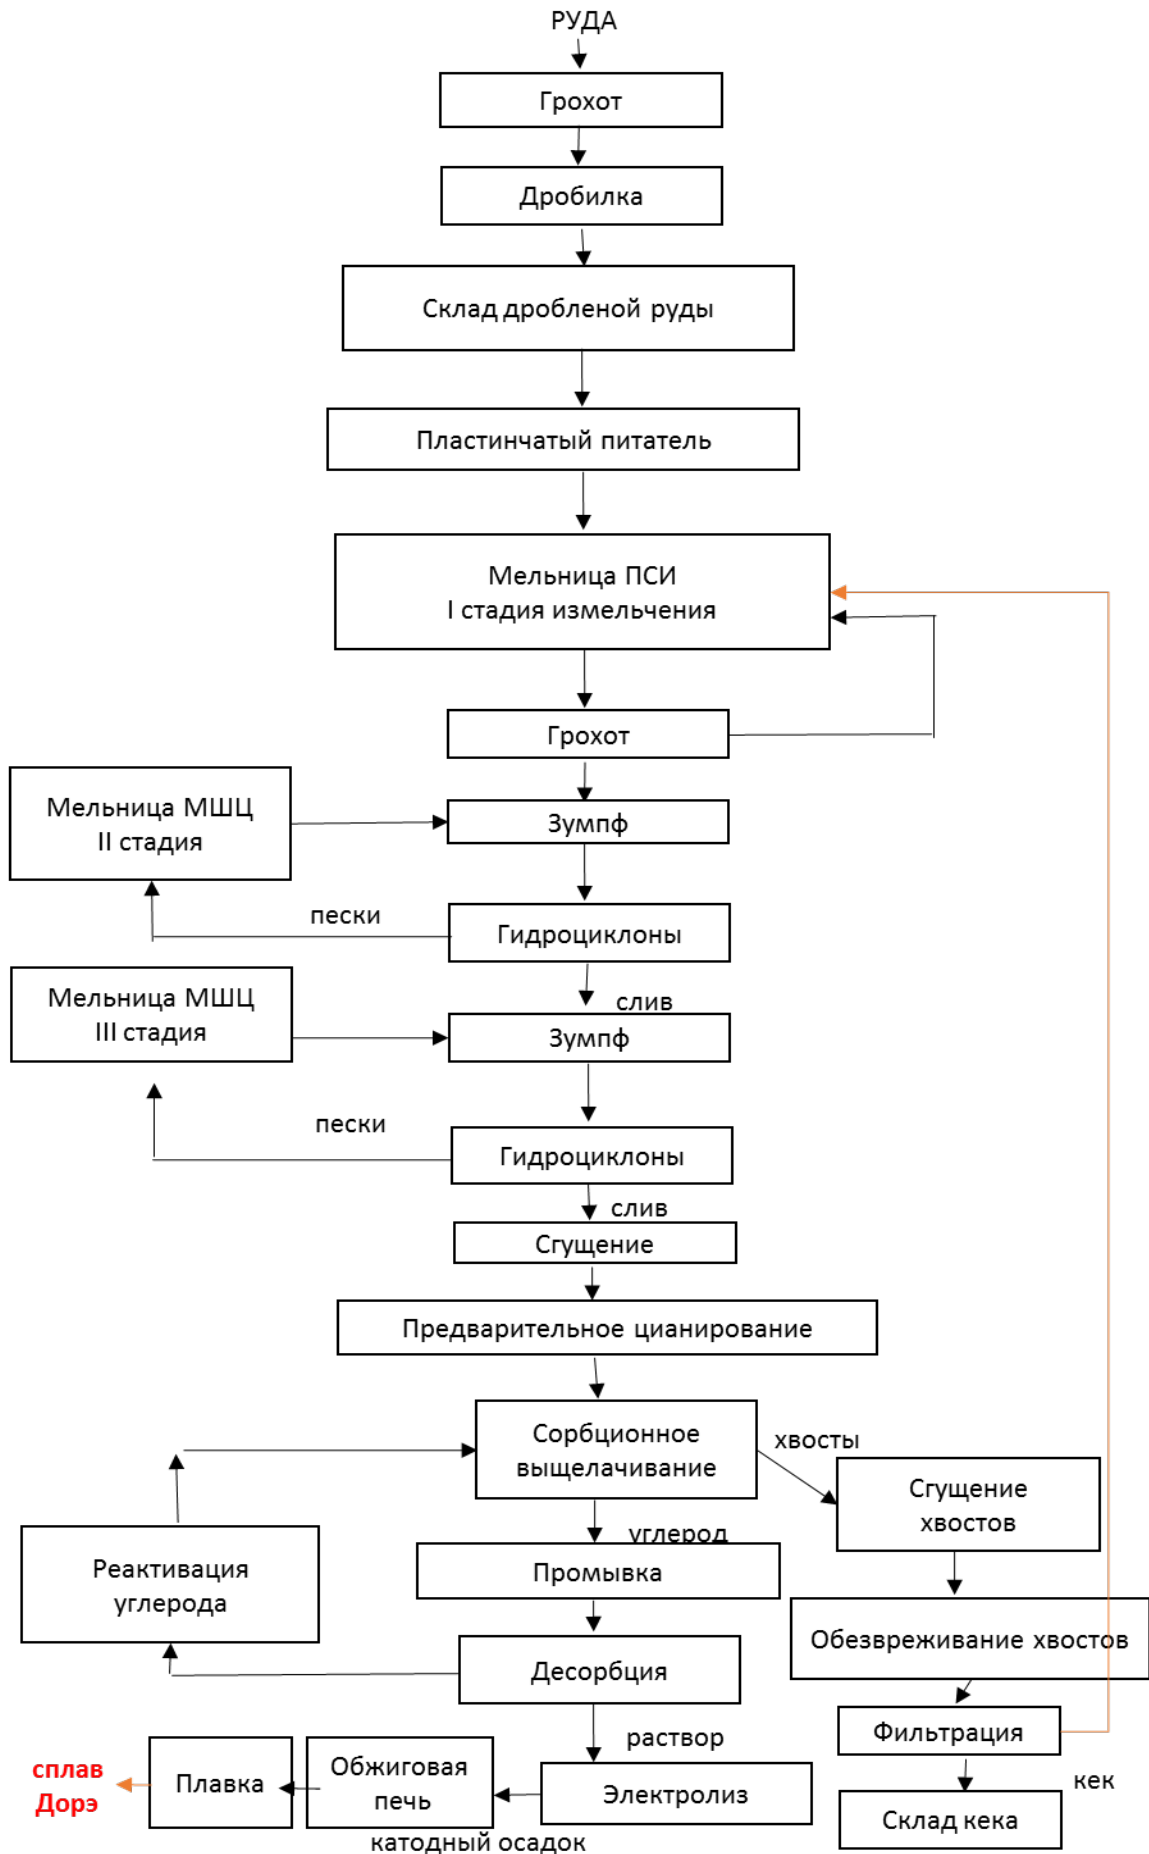 РУДА
Грохот
Дробилка
Склад дробленой руды
Пластинчатый питатель
Мельница ПСИ
I стадия измельчения
Грохот
Мельница МШЦ
II стадия
Зумпф
пески
Гидроциклоны
слив
Мельница МШЦ
III стадия
Зумпф
пески
Гидроциклоны
слив
Сгущение
Предварительное цианирование
Сорбционное
выщелачивание
хвосты
Сгущение
хвостов
углерод
Реактивация
углерода
Промывка
Обезвреживание хвостов
Десорбция
Фильтрация
раствор
кек
сплав
Дорэ
Плавка
Обжиговая
печь
Электролиз
Склад кека
катодный осадок